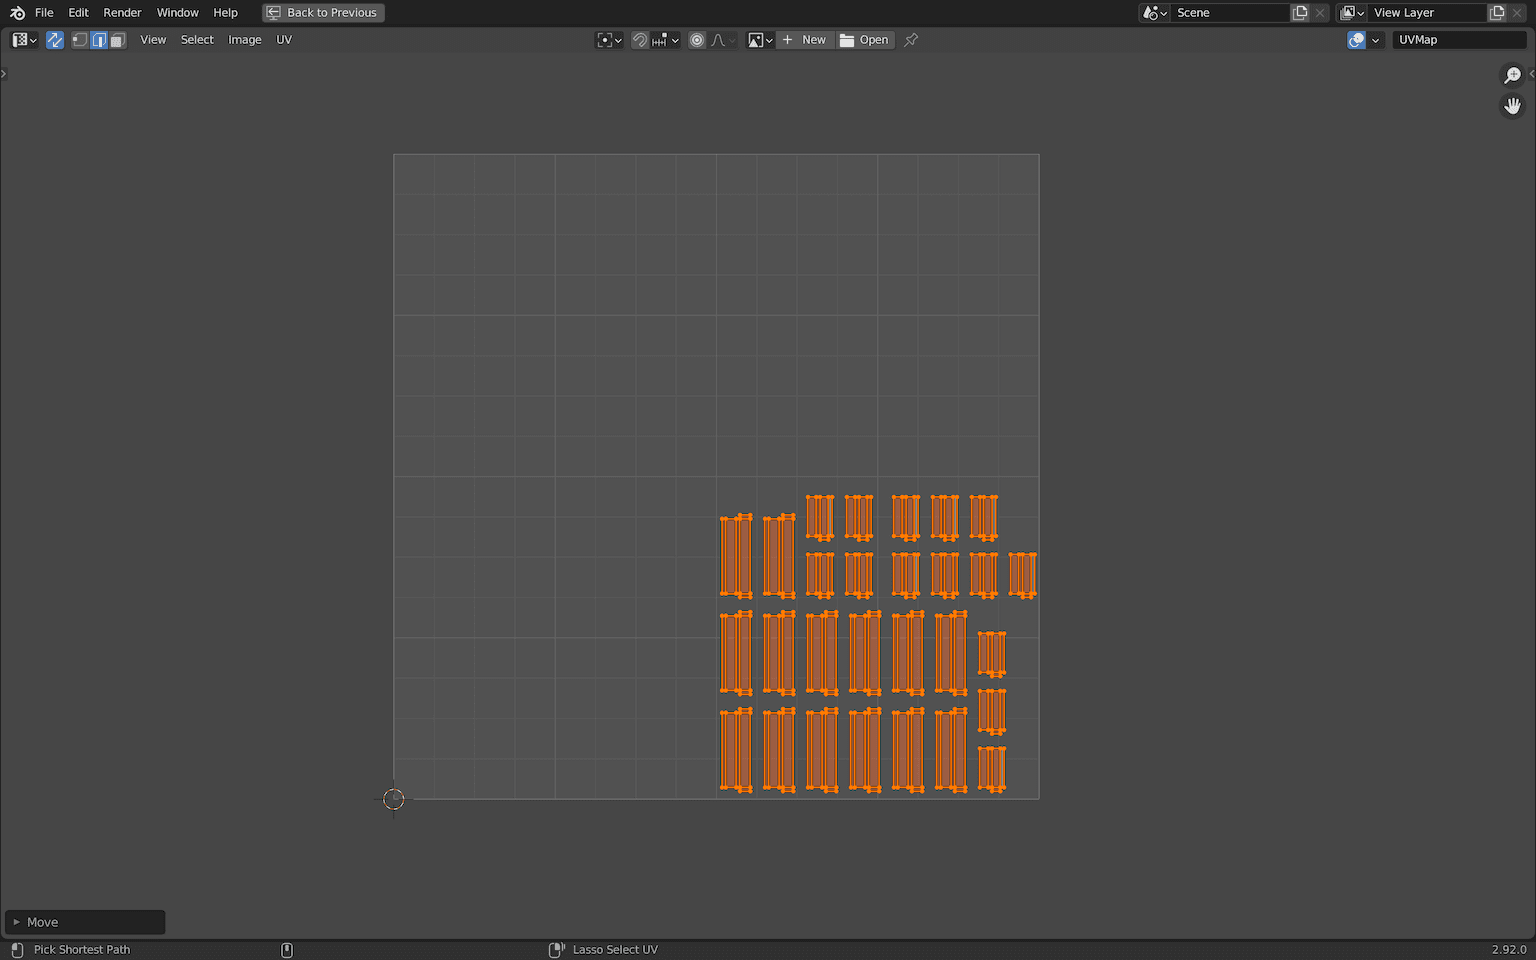 File Edit Render Window Help Back to Previous Scene View Layer
View Select Image UV New Open UVMap
Move
Pick Shortest Path Lasso Select UV 2.92.0